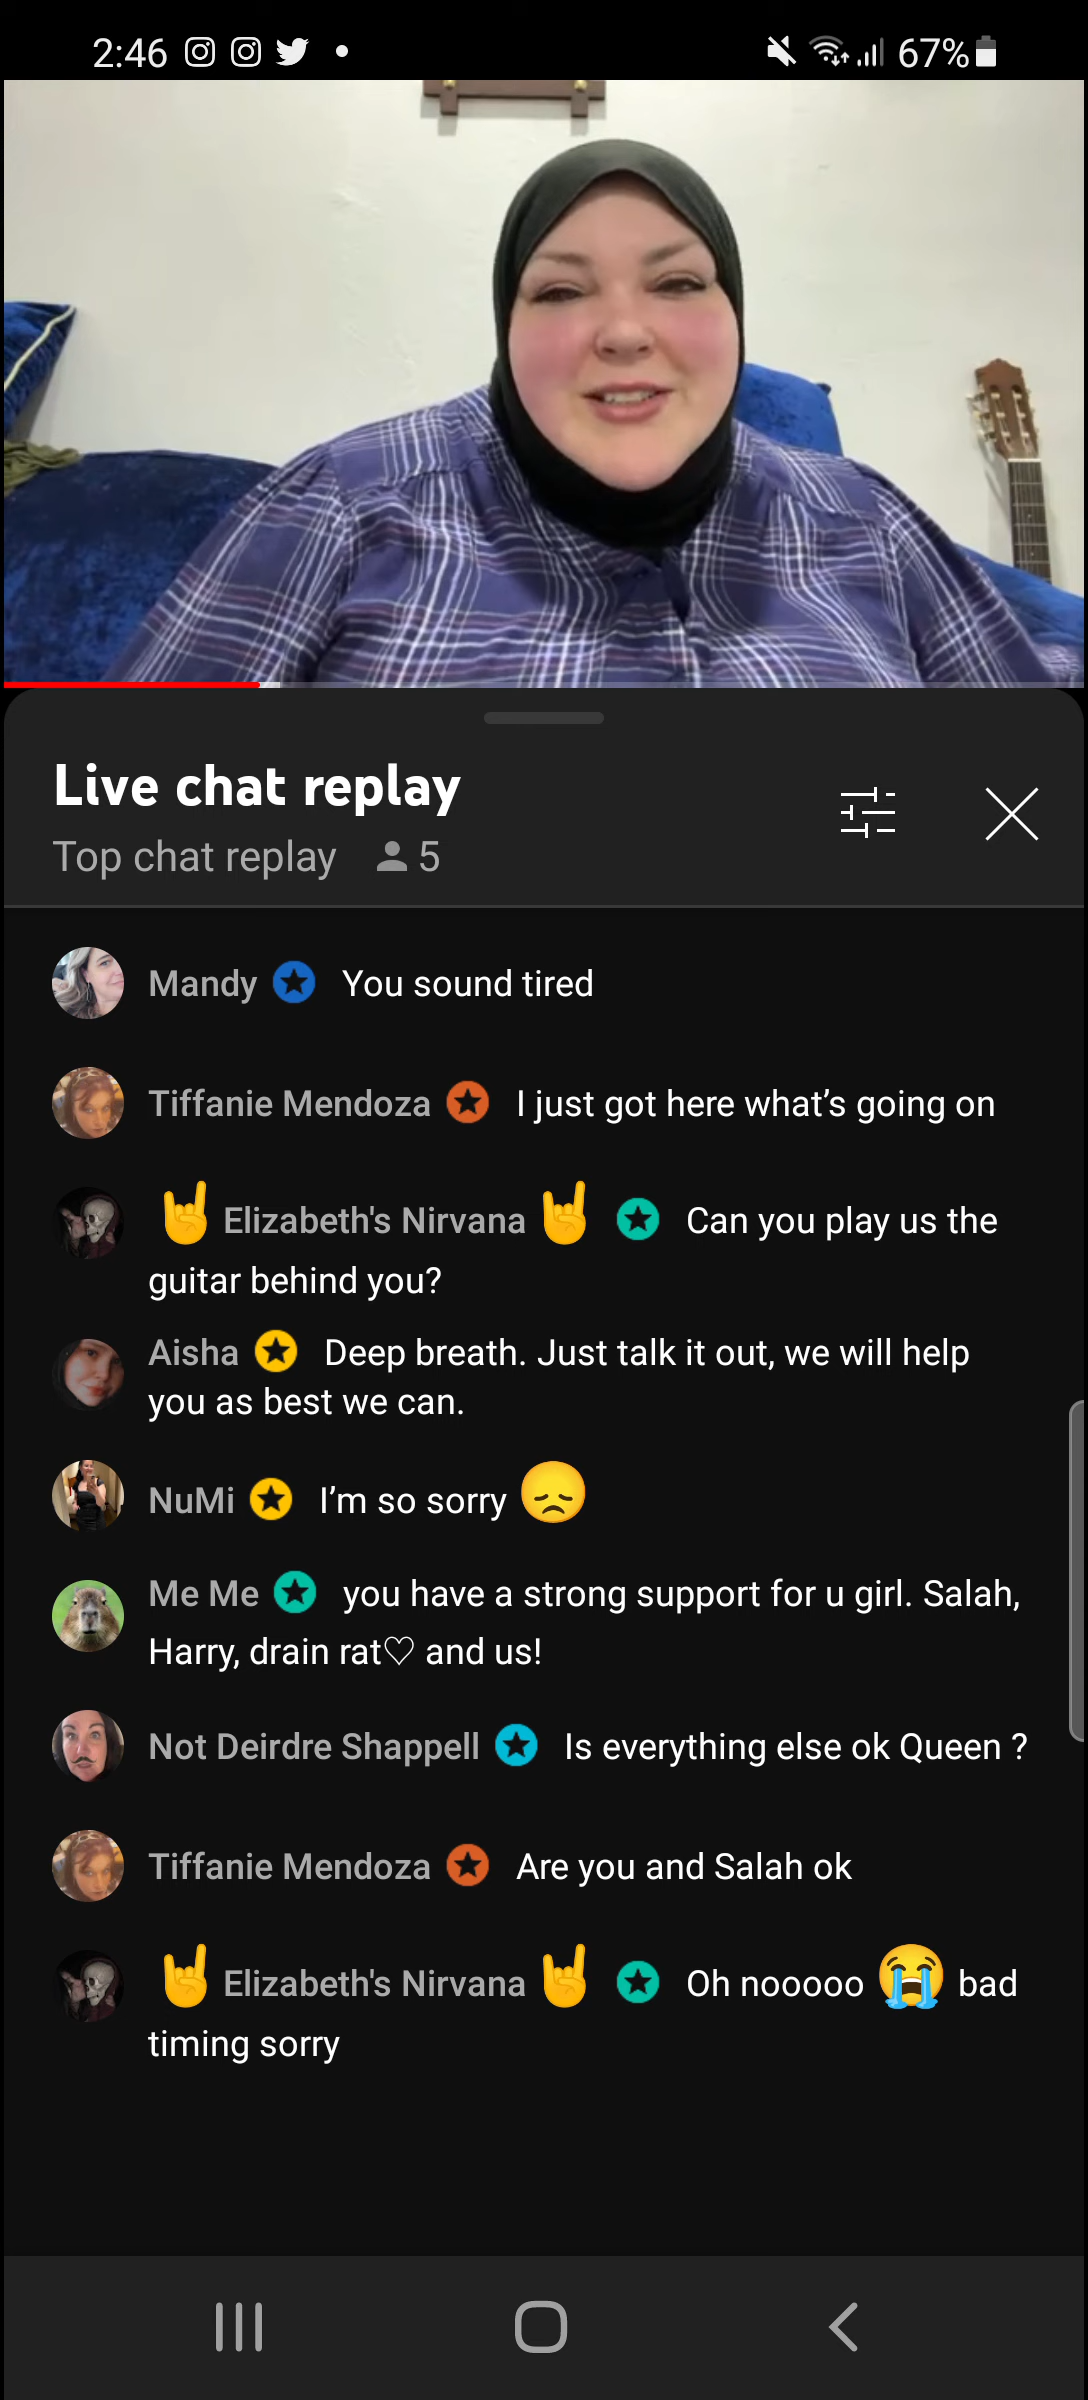 2:46 67%
Live chat replay
Top chat replay 5
Mandy You sound tired
Tiffanie Mendoza I just got here what’s going on
🤘Elizabeth's Nirvana🤘 Can you play us the
guitar behind you?
Aisha Deep breath. Just talk it out, we will help
you as best we can.
NuMi I’m so sorry 😞
Me Me you have a strong support for u girl. Salah,
Harry, drain rat♡ and us!
Not Deirdre Shappell Is everything else ok Queen ?
Tiffanie Mendoza Are you and Salah ok
🤘Elizabeth's Nirvana🤘 Oh nooooo 😭 bad
timing sorry